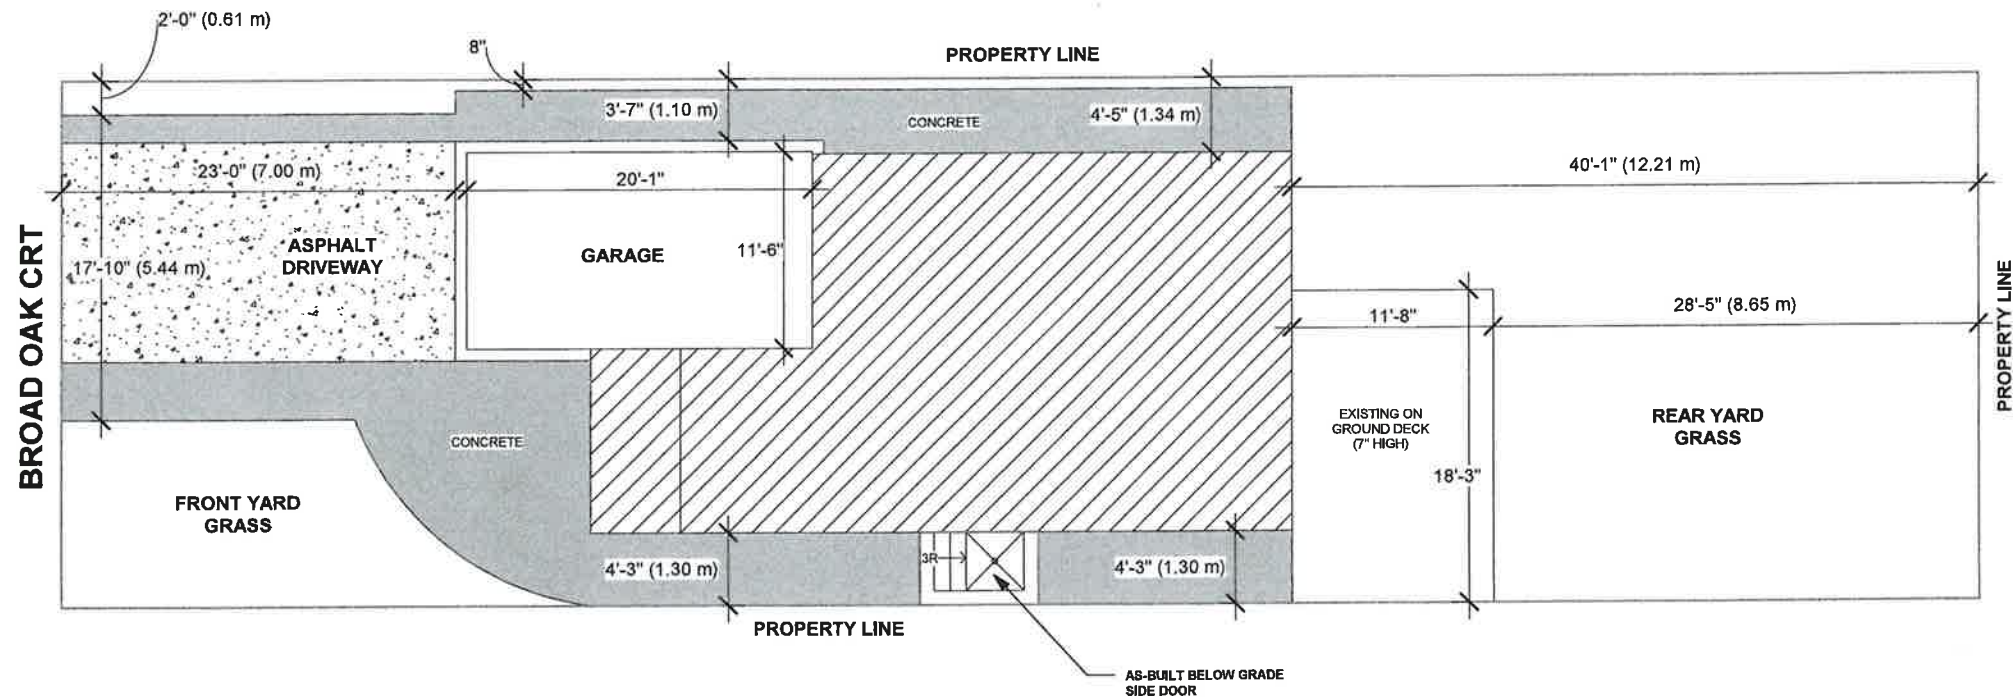 2'-0" (0.61 m)
8"
PROPERTY LINE
3'-7" (1.10 m)
CONCRETE
4'-5" (1.34 m)
23'-0" (7.00 m)
20'-1"
40'-1" (12.21 m)
BROAD OAK CRT
17'-10" (5.44 m)
ASPHALT
DRIVEWAY
GARAGE
11'-6"
11'-8"
28'-5" (8.65 m)
PROPERTY LINE
CONCRETE
EXISTING ON
GROUND DECK
(7" HIGH)
REAR YARD
GRASS
18'-3"
FRONT YARD
GRASS
4'-3" (1.30 m)
3R
4'-3" (1.30 m)
PROPERTY LINE
AS-BUILT BELOW GRADE
SIDE DOOR